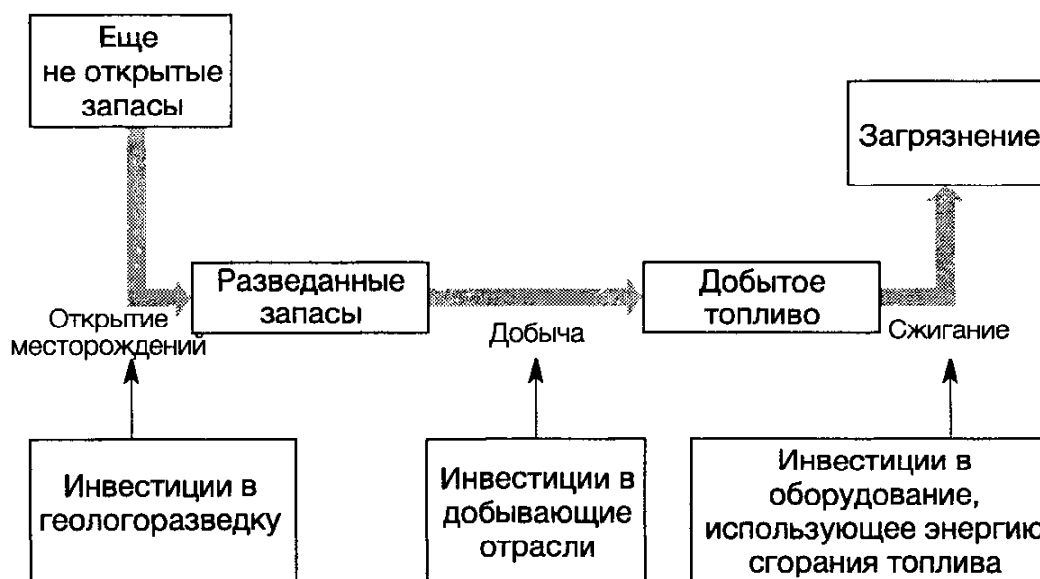 Еще
не открытые
запасы
Загрязнение
Разведанные
запасы
Добытое
топливо
Открытие
месторождений
Добыча
Сжигание
Инвестиции в
геологоразведку
Инвестиции в
добывающие
отрасли
Инвестиции в
оборудование,
использующее энергию
сгорания топлива